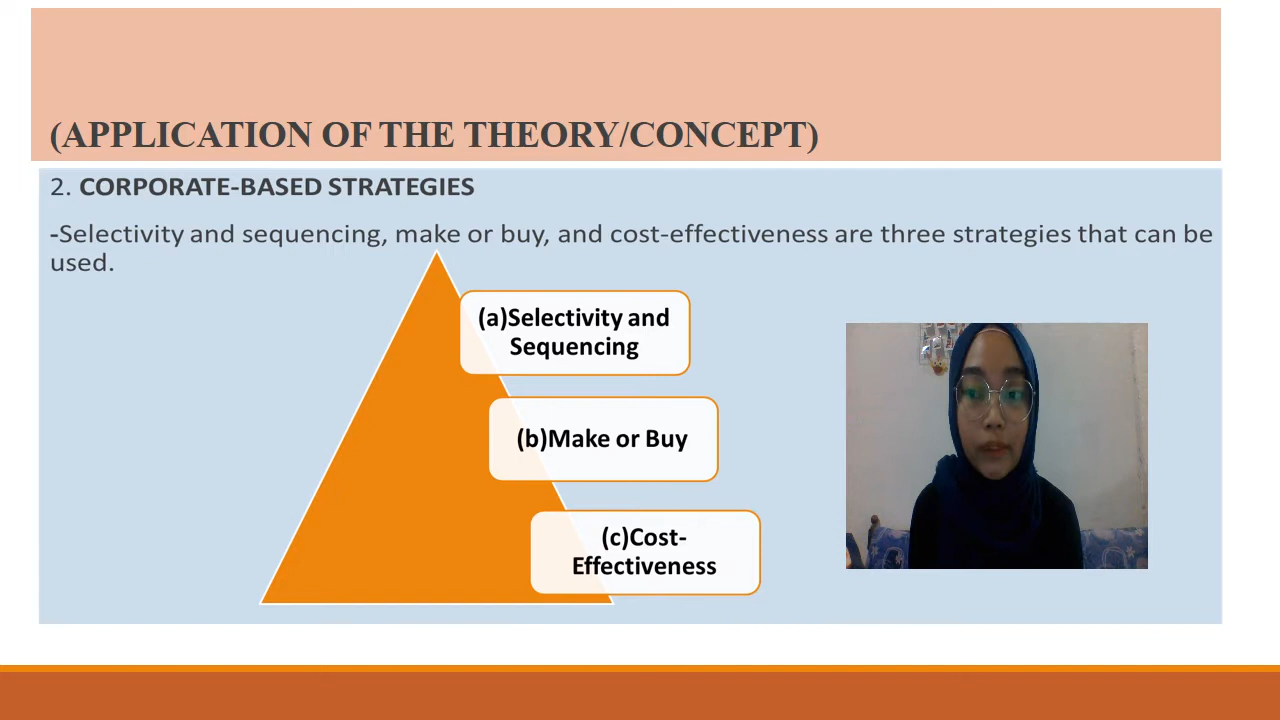 (APPLICATION OF THE THEORY/CONCEPT)
2. CORPORATE-BASED STRATEGIES
-Selectivity and sequencing, make or buy, and cost-effectiveness are three strategies that can be
used.
(a)Selectivity and
Sequencing
(b)Make or Buy
(c)Cost-
Effectiveness